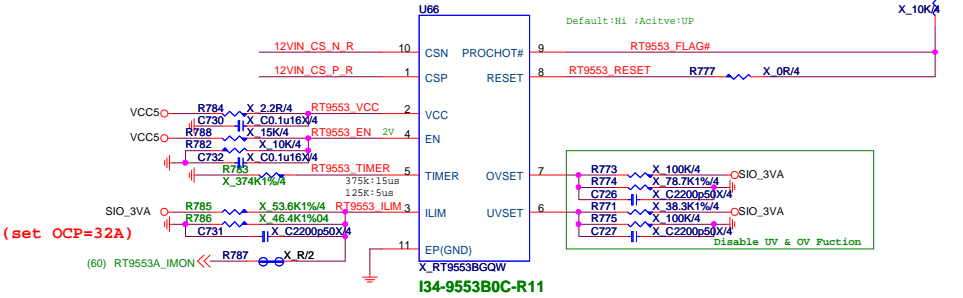 U66
X_10K/4
Default:Hi ;Acitve:UP
12VIN_CS_N_R 10 CSN PROCHOT# 9 RT9553_FLAG#
12VIN_CS_P_R 1 CSP RESET 8 RT9553_RESET R777 X_0R/4
VCC5 R784 X_2.2R/4 RT9553_VCC 2 VCC
C730 X_C0.1u16X/4
VCC5 R788 X_15K/4 RT9553_EN 2V 4 EN
R782 X_10K/4
C732 X_C0.1u16X/4
R783 X_374K1%/4 RT9553_TIMER 5 TIMER
375k:15us
125K:5us
OVSET 7 R773 X_100K/4 SIO_3VA
R774 X_78.7K1%/4
C726 X_C2200p50X/4
SIO_3VA R785 X_53.6K1%/4 RT9553_ILIM 3 ILIM
R786 X_46.4K1%04
C731 X_C2200p50X/4
(set OCP=32A)
UVSET 6 R771 X_38.3K1%/4 SIO_3VA
R775 X_100K/4
C727 X_C2200p50X/4
Disable UV & OV Fuction
(60) RT9553A_IMON R787 X_R/2
11 EP(GND)
X_RT9553BGQW
I34-9553B0C-R11